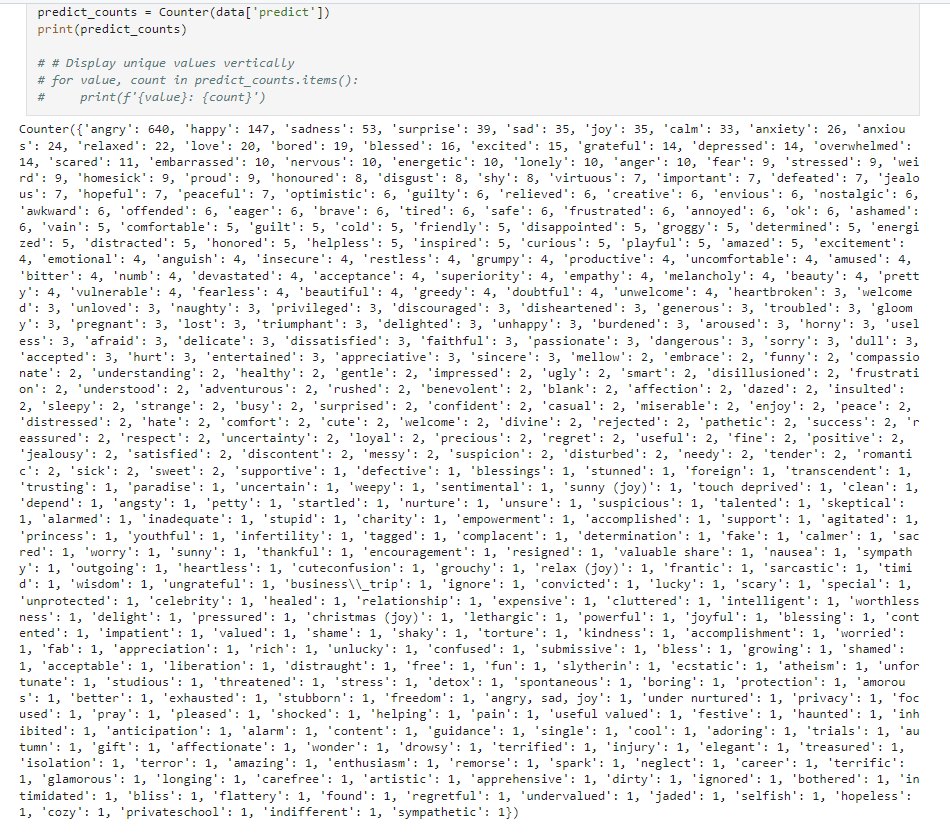 predict_counts = Counter(data['predict'])
print(predict_counts)
# # Display unique values vertically
# for value, count in predict_counts.items():
#     print(f'{value}: {count}')
Counter({'angry': 640, 'happy': 147, 'sadness': 53, 'surprise': 39, 'sad': 35, 'joy': 35, 'calm': 33, 'anxiety': 26, 'anxiou
s': 24, 'relaxed': 22, 'love': 20, 'bored': 19, 'blessed': 16, 'excited': 15, 'grateful': 14, 'depressed': 14, 'overwhelmed':
14, 'scared': 11, 'embarrassed': 10, 'nervous': 10, 'energetic': 10, 'lonely': 10, 'anger': 10, 'fear': 9, 'stressed': 9, 'wei
rd': 9, 'homesick': 9, 'proud': 9, 'honoured': 8, 'disgust': 8, 'shy': 8, 'virtuous': 7, 'important': 7, 'defeated': 7, 'jealo
us': 7, 'hopeful': 7, 'peaceful': 7, 'optimistic': 6, 'guilty': 6, 'relieved': 6, 'creative': 6, 'envious': 6, 'nostalgic': 6,
'awkward': 6, 'offended': 6, 'eager': 6, 'brave': 6, 'tired': 6, 'safe': 6, 'frustrated': 6, 'annoyed': 6, 'ok': 6, 'ashamed':
6, 'vain': 5, 'comfortable': 5, 'guilt': 5, 'cold': 5, 'friendly': 5, 'disappointed': 5, 'groggy': 5, 'determined': 5, 'energi
zed': 5, 'distracted': 5, 'honored': 5, 'helpless': 5, 'inspired': 5, 'curious': 5, 'playful': 5, 'amazed': 5, 'excitement':
4, 'emotional': 4, 'anguish': 4, 'insecure': 4, 'restless': 4, 'grumpy': 4, 'productive': 4, 'uncomfortable': 4, 'amused': 4,
'bitter': 4, 'numb': 4, 'devastated': 4, 'acceptance': 4, 'superiority': 4, 'empathy': 4, 'melancholy': 4, 'beauty': 4, 'prett
y': 4, 'vulnerable': 4, 'fearless': 4, 'beautiful': 4, 'greedy': 4, 'doubtful': 4, 'unwelcome': 4, 'heartbroken': 3, 'welcome
d': 3, 'unloved': 3, 'naughty': 3, 'privileged': 3, 'discouraged': 3, 'disheartened': 3, 'generous': 3, 'troubled': 3, 'gloom
y': 3, 'pregnant': 3, 'lost': 3, 'triumphant': 3, 'delighted': 3, 'unhappy': 3, 'burdened': 3, 'aroused': 3, 'horny': 3, 'usel
ess': 3, 'afraid': 3, 'delicate': 3, 'dissatisfied': 3, 'faithful': 3, 'passionate': 3, 'dangerous': 3, 'sorry': 3, 'dull': 3,
'accepted': 3, 'hurt': 3, 'entertained': 3, 'appreciative': 3, 'sincere': 3, 'mellow': 2, 'embrace': 2, 'funny': 2, 'compassio
nate': 2, 'understanding': 2, 'healthy': 2, 'gentle': 2, 'impressed': 2, 'ugly': 2, 'smart': 2, 'disillusioned': 2, 'frustrati
on': 2, 'understood': 2, 'adventurous': 2, 'rushed': 2, 'benevolent': 2, 'blank': 2, 'affection': 2, 'dazed': 2, 'insulted':
2, 'sleepy': 2, 'strange': 2, 'busy': 2, 'surprised': 2, 'confident': 2, 'casual': 2, 'miserable': 2, 'enjoy': 2, 'peace': 2,
'distressed': 2, 'hate': 2, 'comfort': 2, 'cute': 2, 'welcome': 2, 'divine': 2, 'rejected': 2, 'pathetic': 2, 'success': 2, 'r
eassured': 2, 'respect': 2, 'uncertainty': 2, 'loyal': 2, 'precious': 2, 'regret': 2, 'useful': 2, 'fine': 2, 'positive': 2,
'jealousy': 2, 'satisfied': 2, 'discontent': 2, 'messy': 2, 'suspicion': 2, 'disturbed': 2, 'needy': 2, 'tender': 2, 'romanti
c': 2, 'sick': 2, 'sweet': 2, 'supportive': 1, 'defective': 1, 'blessings': 1, 'stunned': 1, 'foreign': 1, 'transcendent': 1,
'trusting': 1, 'paradise': 1, 'uncertain': 1, 'weepy': 1, 'sentimental': 1, 'sunny (joy)': 1, 'touch deprived': 1, 'clean': 1,
'depend': 1, 'angsty': 1, 'petty': 1, 'startled': 1, 'nurture': 1, 'unsure': 1, 'suspicious': 1, 'talented': 1, 'skeptical':
1, 'alarmed': 1, 'inadequate': 1, 'stupid': 1, 'charity': 1, 'empowerment': 1, 'accomplished': 1, 'support': 1, 'agitated': 1,
'princess': 1, 'youthful': 1, 'infertility': 1, 'tagged': 1, 'complacent': 1, 'determination': 1, 'fake': 1, 'calmer': 1, 'sac
red': 1, 'worry': 1, 'sunny': 1, 'thankful': 1, 'encouragement': 1, 'resigned': 1, 'valuable share': 1, 'nausea': 1, 'sympath
y': 1, 'outgoing': 1, 'heartless': 1, 'cuteconfusion': 1, 'grouchy': 1, 'relax (joy)': 1, 'frantic': 1, 'sarcastic': 1, 'timi
d': 1, 'wisdom': 1, 'ungrateful': 1, 'business\\_trip': 1, 'ignore': 1, 'convicted': 1, 'lucky': 1, 'scary': 1, 'special': 1,
'unprotected': 1, 'celebrity': 1, 'healed': 1, 'relationship': 1, 'expensive': 1, 'cluttered': 1, 'intelligent': 1, 'worthless
ness': 1, 'delight': 1, 'pressured': 1, 'christmas (joy)': 1, 'lethargic': 1, 'powerful': 1, 'joyful': 1, 'blessing': 1, 'cont
ented': 1, 'impatient': 1, 'valued': 1, 'shame': 1, 'shaky': 1, 'torture': 1, 'kindness': 1, 'accomplishment': 1, 'worried':
1, 'fab': 1, 'appreciation': 1, 'rich': 1, 'unlucky': 1, 'confused': 1, 'submissive': 1, 'bless': 1, 'growing': 1, 'shamed':
1, 'acceptable': 1, 'liberation': 1, 'distraught': 1, 'free': 1, 'fun': 1, 'slytherin': 1, 'ecstatic': 1, 'atheism': 1, 'unfor
tunate': 1, 'studious': 1, 'threatened': 1, 'stress': 1, 'detox': 1, 'spontaneous': 1, 'boring': 1, 'protection': 1, 'amorou
s': 1, 'better': 1, 'exhausted': 1, 'stubborn': 1, 'freedom': 1, 'angry, sad, joy': 1, 'under nurtured': 1, 'privacy': 1, 'foc
used': 1, 'pray': 1, 'pleased': 1, 'shocked': 1, 'helping': 1, 'pain': 1, 'useful valued': 1, 'festive': 1, 'haunted': 1, 'inh
ibited': 1, 'anticipation': 1, 'alarm': 1, 'content': 1, 'guidance': 1, 'single': 1, 'cool': 1, 'adoring': 1, 'trials': 1, 'au
tumn': 1, 'gift': 1, 'affectionate': 1, 'wonder': 1, 'drowsy': 1, 'terrified': 1, 'injury': 1, 'elegant': 1, 'treasured': 1,
'isolation': 1, 'terror': 1, 'amazing': 1, 'enthusiasm': 1, 'remorse': 1, 'spark': 1, 'neglect': 1, 'career': 1, 'terrific':
1, 'glamorous': 1, 'longing': 1, 'carefree': 1, 'artistic': 1, 'apprehensive': 1, 'dirty': 1, 'ignored': 1, 'bothered': 1, 'in
timidated': 1, 'bliss': 1, 'flattery': 1, 'found': 1, 'regretful': 1, 'undervalued': 1, 'jaded': 1, 'selfish': 1, 'hopeless':
1, 'cozy': 1, 'privateschool': 1, 'indifferent': 1, 'sympathetic': 1})